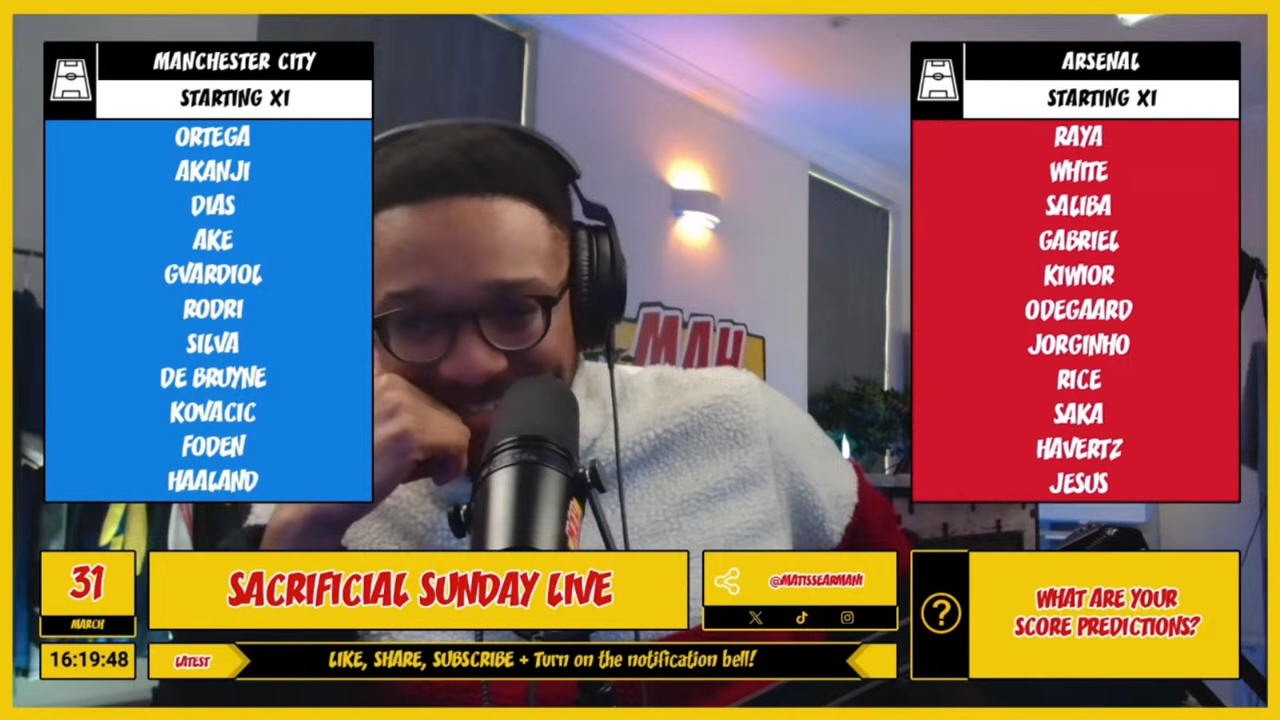 MANCHESTER CITY
STARTING XI
ORTEGA
AKANJI
DIAS
AKE
GVARDIOL
RODRI
SILVA
DE BRUYNE
KOVACIC
FODEN
HAALAND
MAH
ARSENAL
STARTING XI
RAYA
WHITE
SALIBA
GABRIEL
KIWIOR
ODEGAARD
JORGINHO
RICE
SAKA
HAVERTZ
JESUS
31
MARCH
16:19:48
SACRIFICIAL SUNDAY LIVE
@MATISSEARMANI
LATEST
LIKE, SHARE, SUBSCRIBE + Turn on the notification bell!
?
WHAT ARE YOUR
SCORE PREDICTIONS?